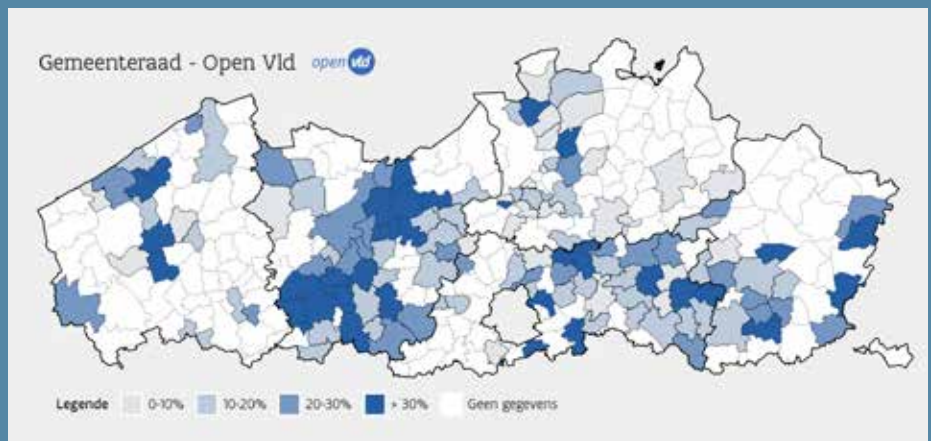 Gemeenteraad - Open Vld open vld
Legende 0-10% 10-20% 20-30% > 30% Geen gegevens